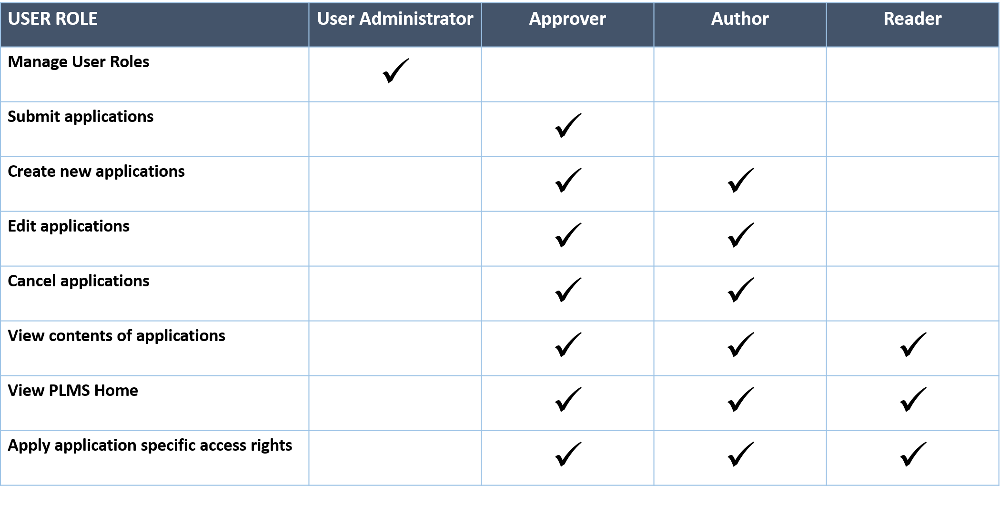 USER ROLE User Administrator Approver Author Reader
Manage User Roles ✓
Submit applications ✓
Create new applications ✓ ✓
Edit applications ✓ ✓
Cancel applications ✓ ✓
View contents of applications ✓ ✓ ✓
View PLMS Home ✓ ✓ ✓
Apply application specific access rights ✓ ✓ ✓